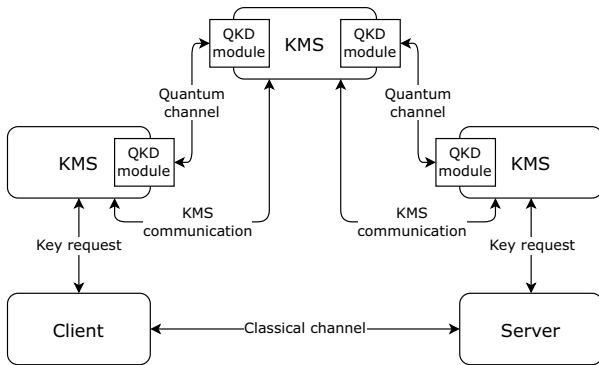 QKD
module
KMS
QKD
module
Quantum
channel
Quantum
channel
KMS
QKD
module
QKD
module
KMS
KMS
communication
KMS
communication
Key request
Key request
Client
Classical channel
Server